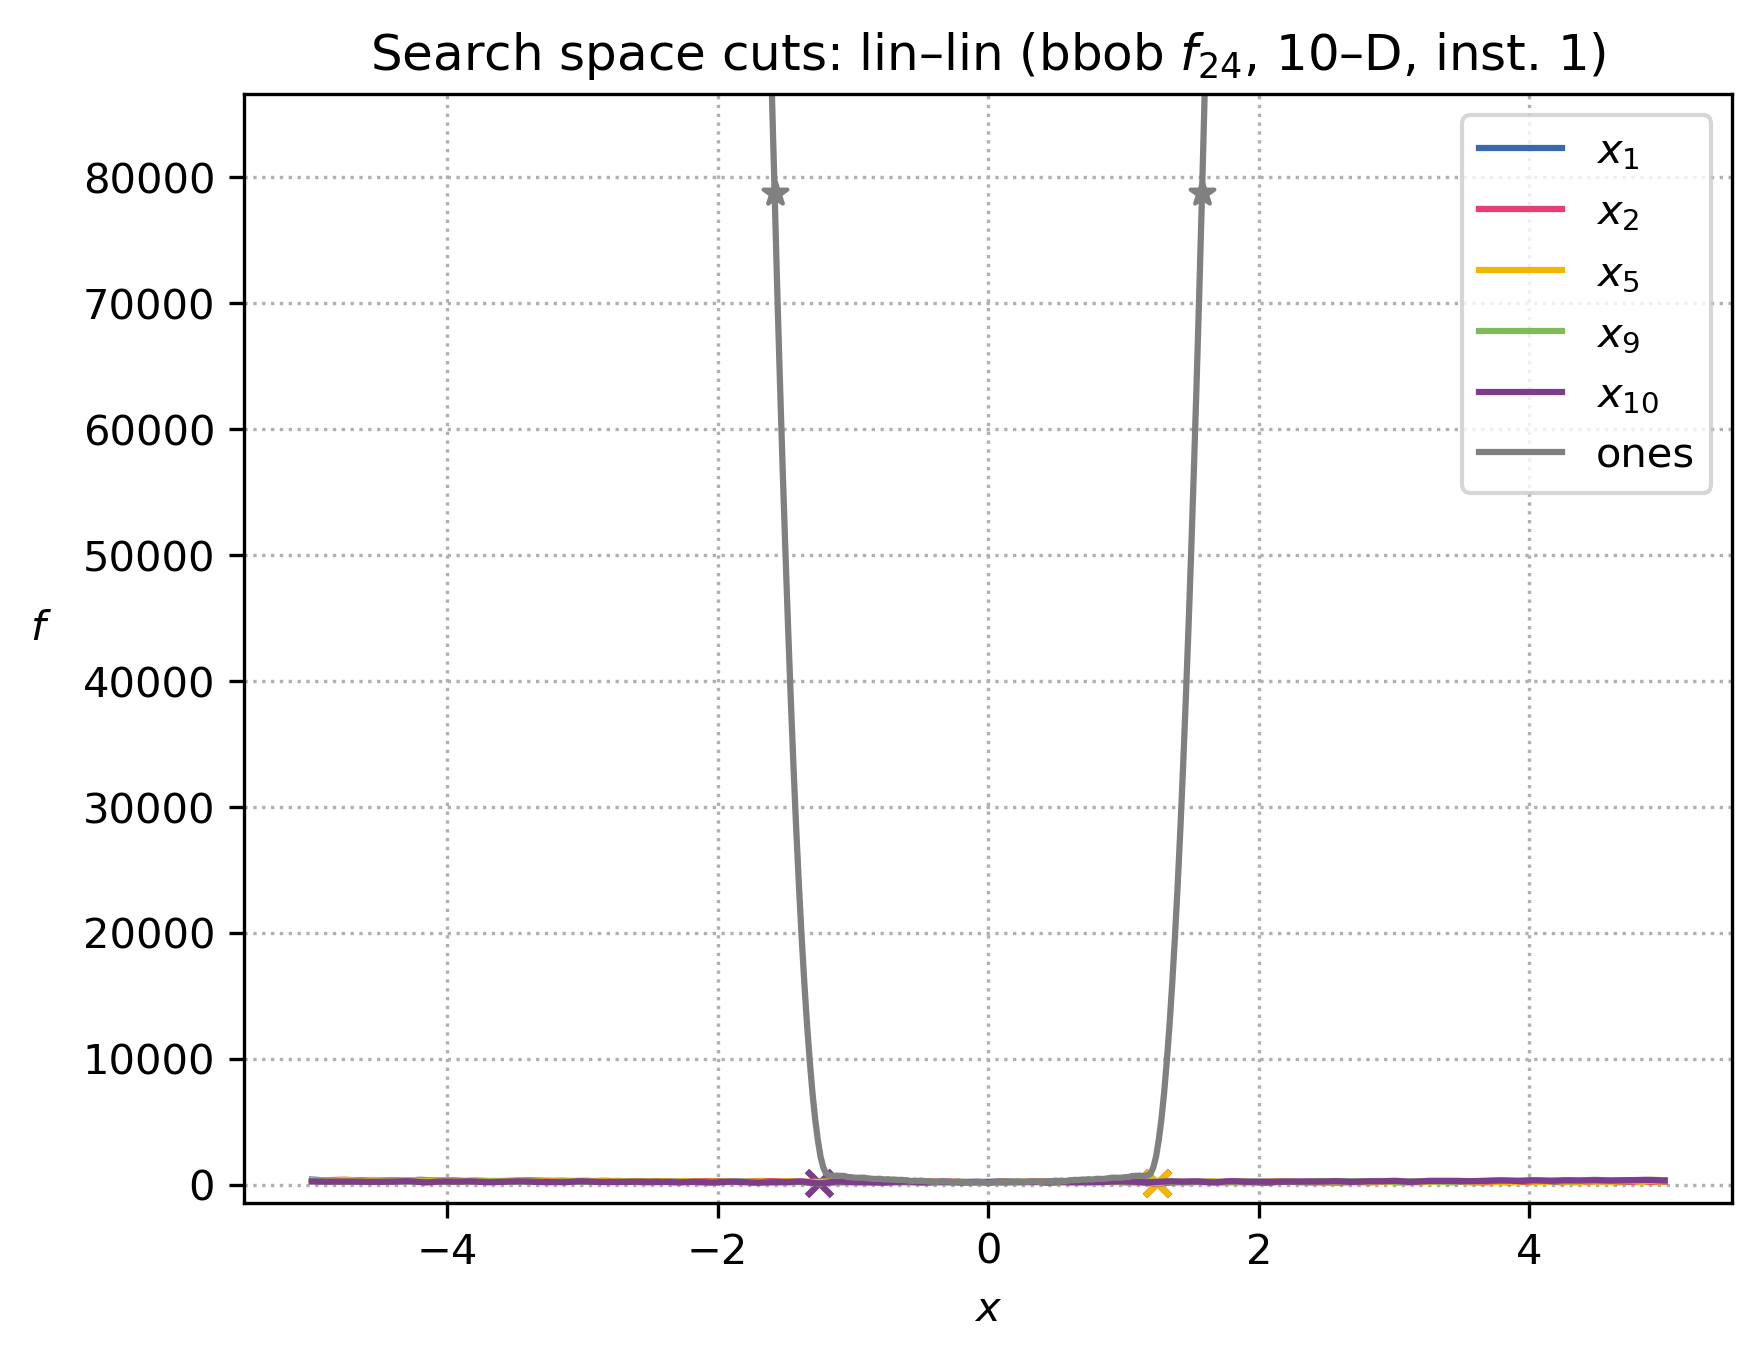 Search space cuts: lin–lin (bbob f₂₄, 10–D, inst. 1)
80000
70000
60000
50000
40000
30000
20000
10000
0
f
−4
−2
0
2
4
x
x₁
x₂
x₅
x₉
x₁₀
ones